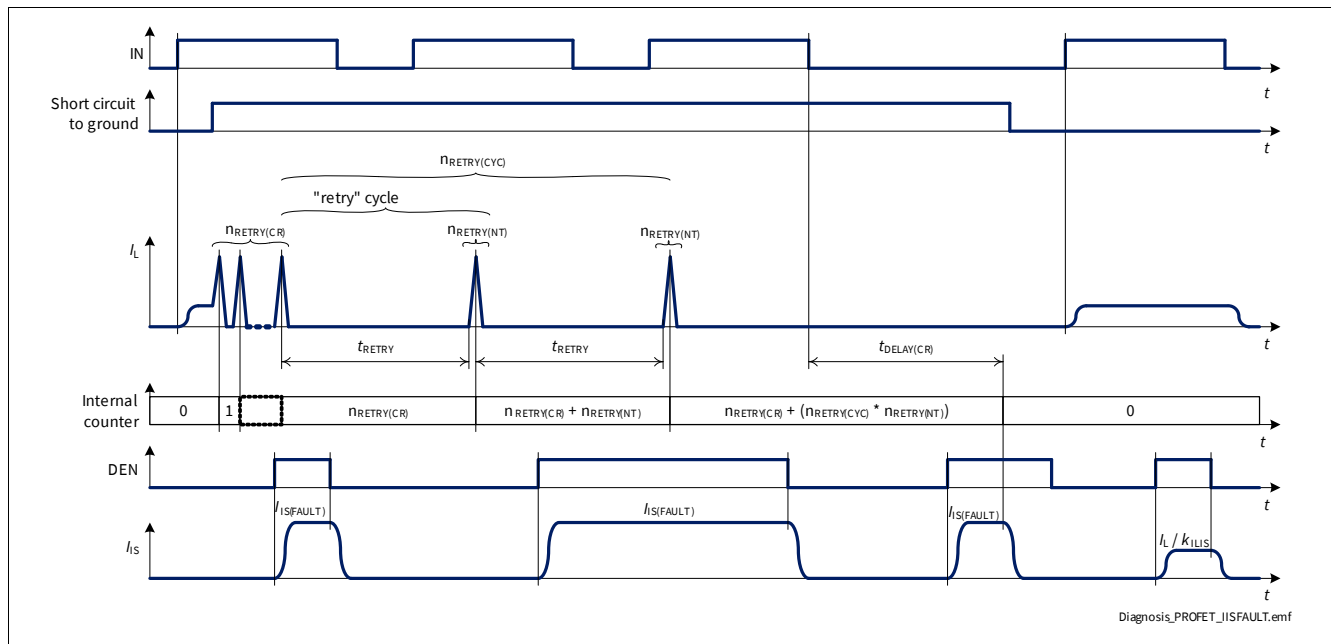 IN
t
Short circuit
to ground
t
nRETRY(CYC)
"retry" cycle
nRETRY(CR)
nRETRY(NT)
nRETRY(NT)
IL
t
tRETRY
tRETRY
tDELAY(CR)
Internal
counter
0
1
nRETRY(CR)
nRETRY(CR) + nRETRY(NT)
nRETRY(CR) + (nRETRY(CYC) * nRETRY(NT))
0
t
DEN
t
IIS(FAULT)
IIS(FAULT)
IIS(FAULT)
IL / kILIS
IIS
t
Diagnosis_PROFET_IISFAULT.emf